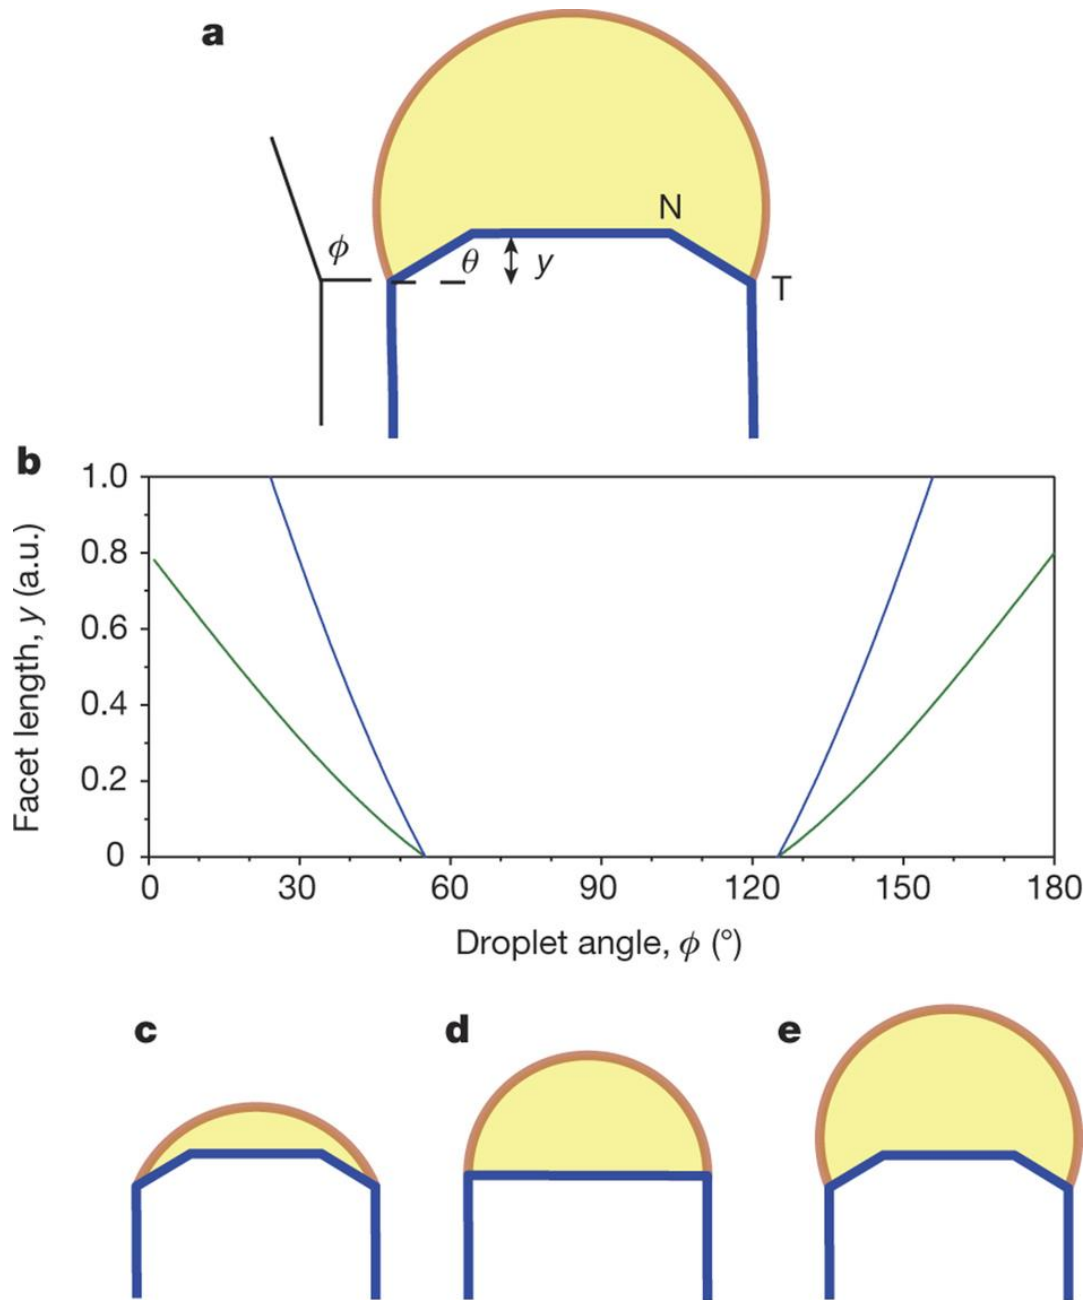 a
N
ϕ
θ
y
T
b
1.0
0.8
0.6
0.4
0.2
0
Facet length, y (a.u.)
0 30 60 90 120 150 180
Droplet angle, ϕ (°)
c d e